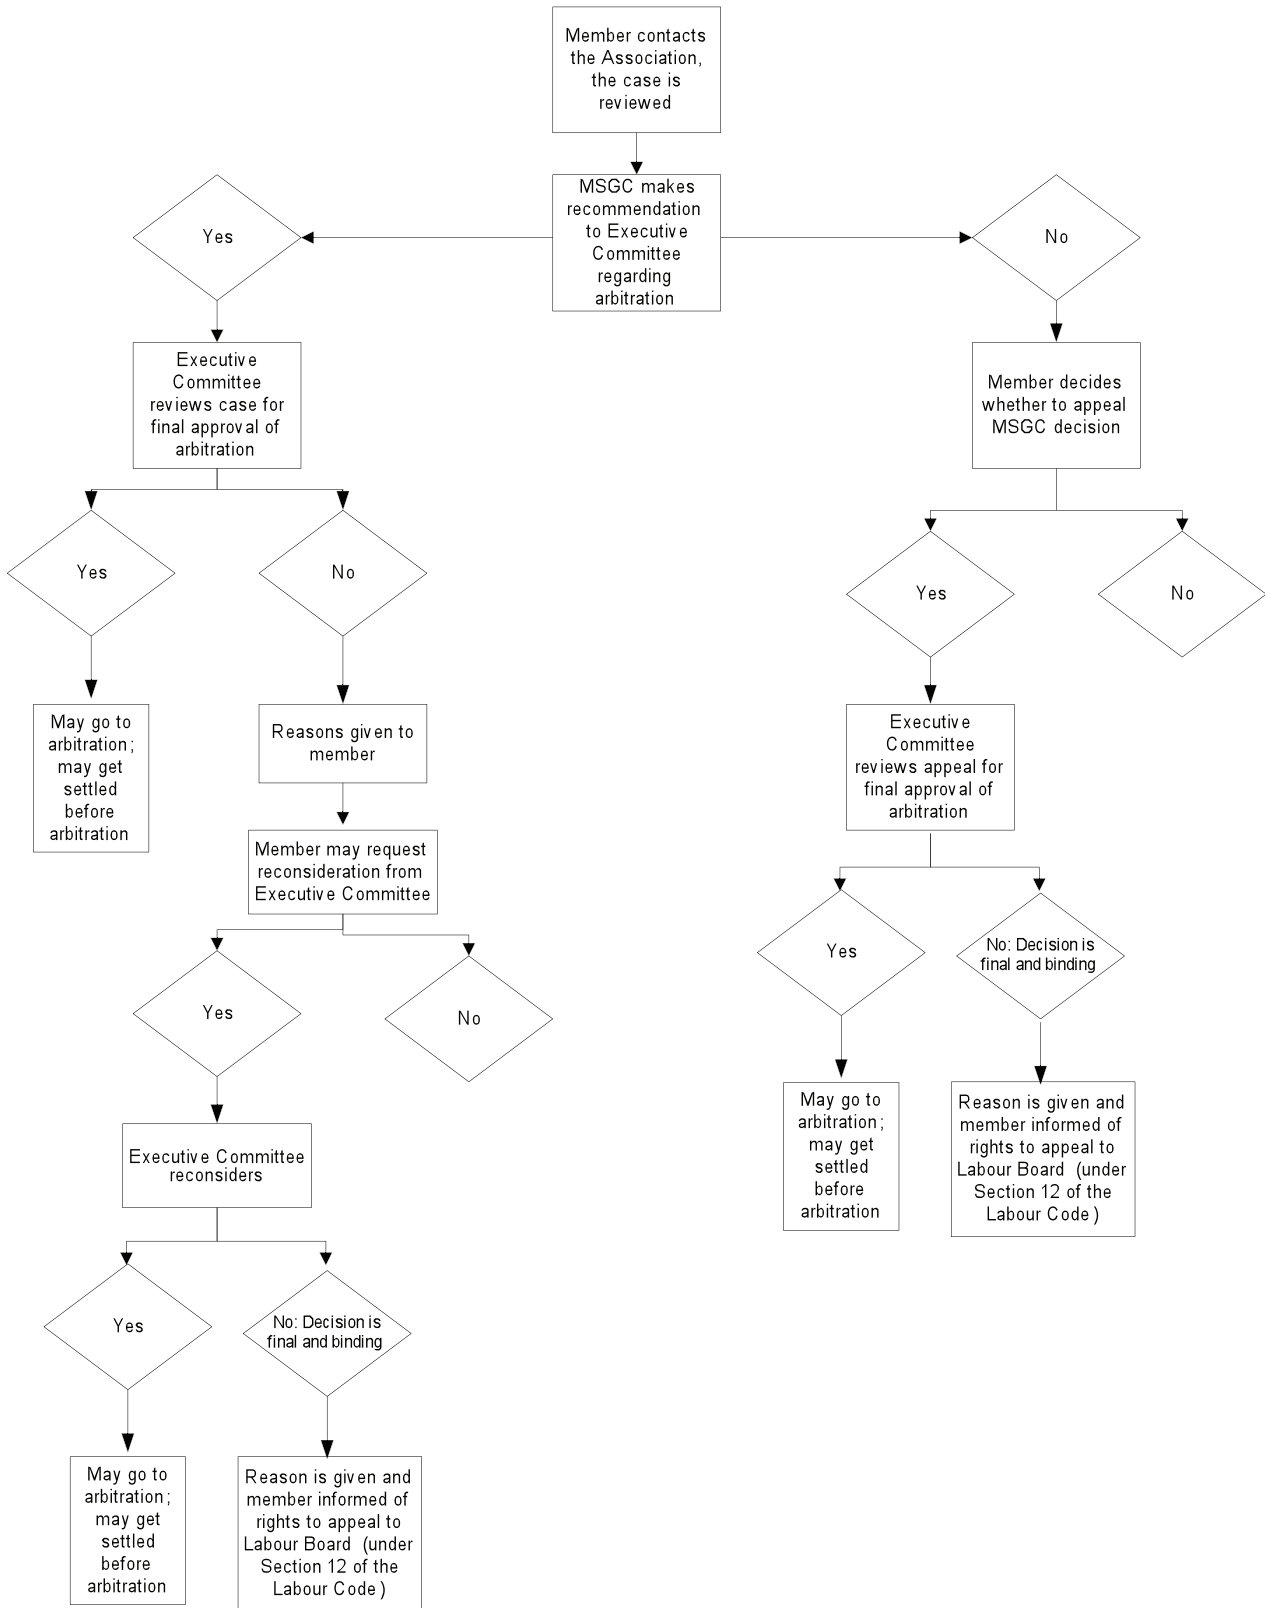 Member contacts
the Association,
the case is
reviewed
MSGC makes
recommendation
to Executive
Committee
regarding
arbitration
Yes
No
Executive
Committee
reviews case for
final approval of
arbitration
Member decides
whether to appeal
MSGC decision
Yes
No
Yes
No
May go to
arbitration;
may get
settled
before
arbitration
Reasons given to
member
Executive
Committee
reviews appeal for
final approval of
arbitration
Member may request
reconsideration from
Executive Committee
Yes
No: Decision is
final and binding
Yes
No
May go to
arbitration;
may get
settled
before
arbitration
Reason is given and
member informed of
rights to appeal to
Labour Board (under
Section 12 of the
Labour Code)
Executive Committee
reconsiders
Yes
No: Decision is
final and binding
May go to
arbitration;
may get
settled
before
arbitration
Reason is given and
member informed of
rights to appeal to
Labour Board (under
Section 12 of the
Labour Code)